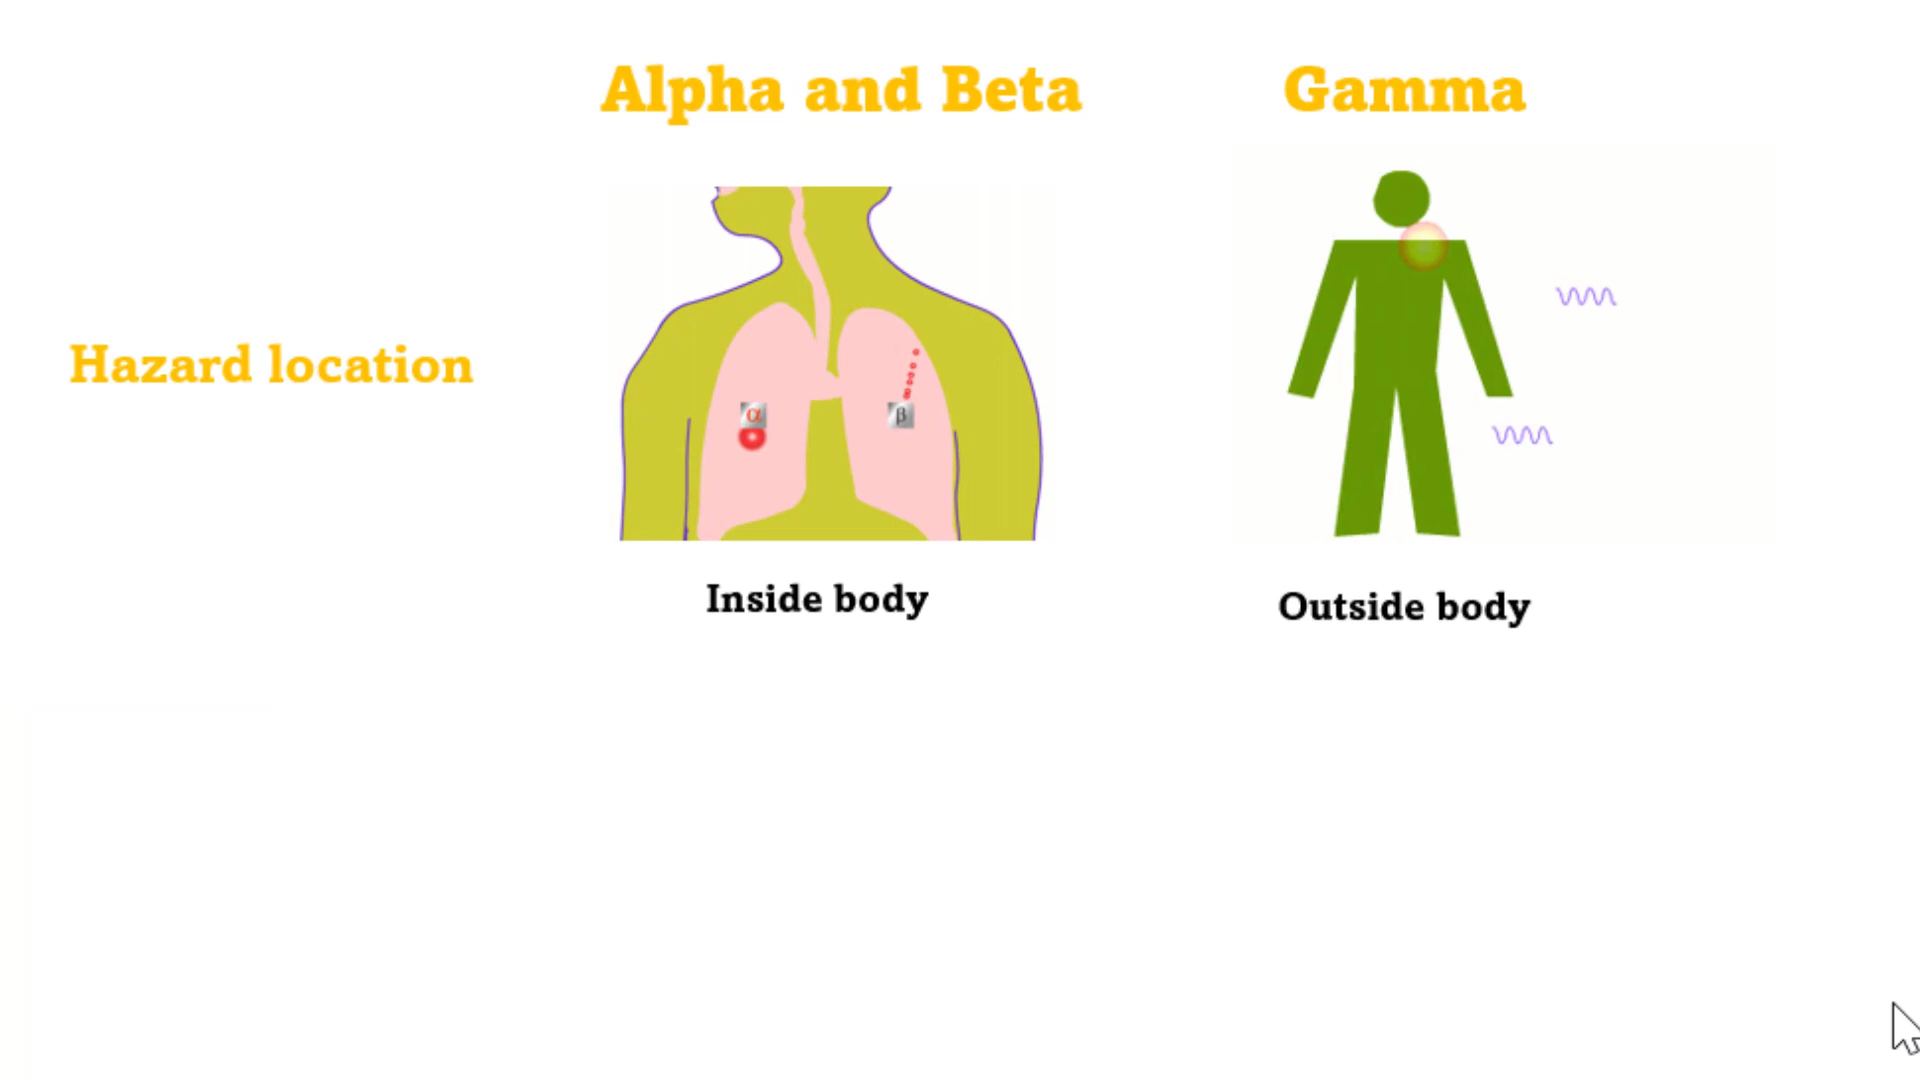 Alpha and Beta
Gamma
Hazard location
α
β
Inside body
Outside body